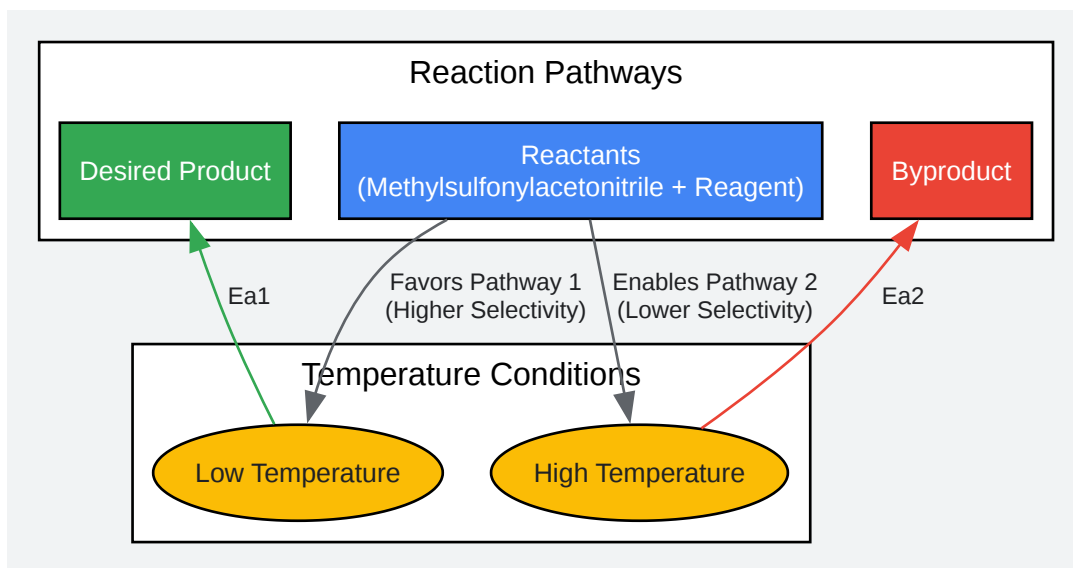 Reaction Pathways
Desired Product
Reactants
(Methylsulfonylacetonitrile + Reagent)
Byproduct
Ea1
Favors Pathway 1
(Higher Selectivity)
Enables Pathway 2
(Lower Selectivity)
Ea2
Temperature Conditions
Low Temperature
High Temperature